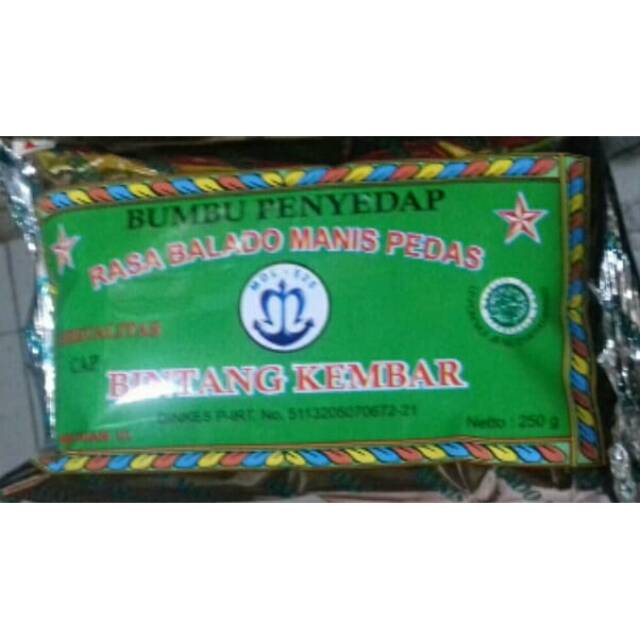 BUMBU PENYEDAP
RASA BALADO MANIS PEDAS
CAP
BINTANG KEMBAR
DINKES P-IRT. No. 5113205070672-21
Netto : 250 g